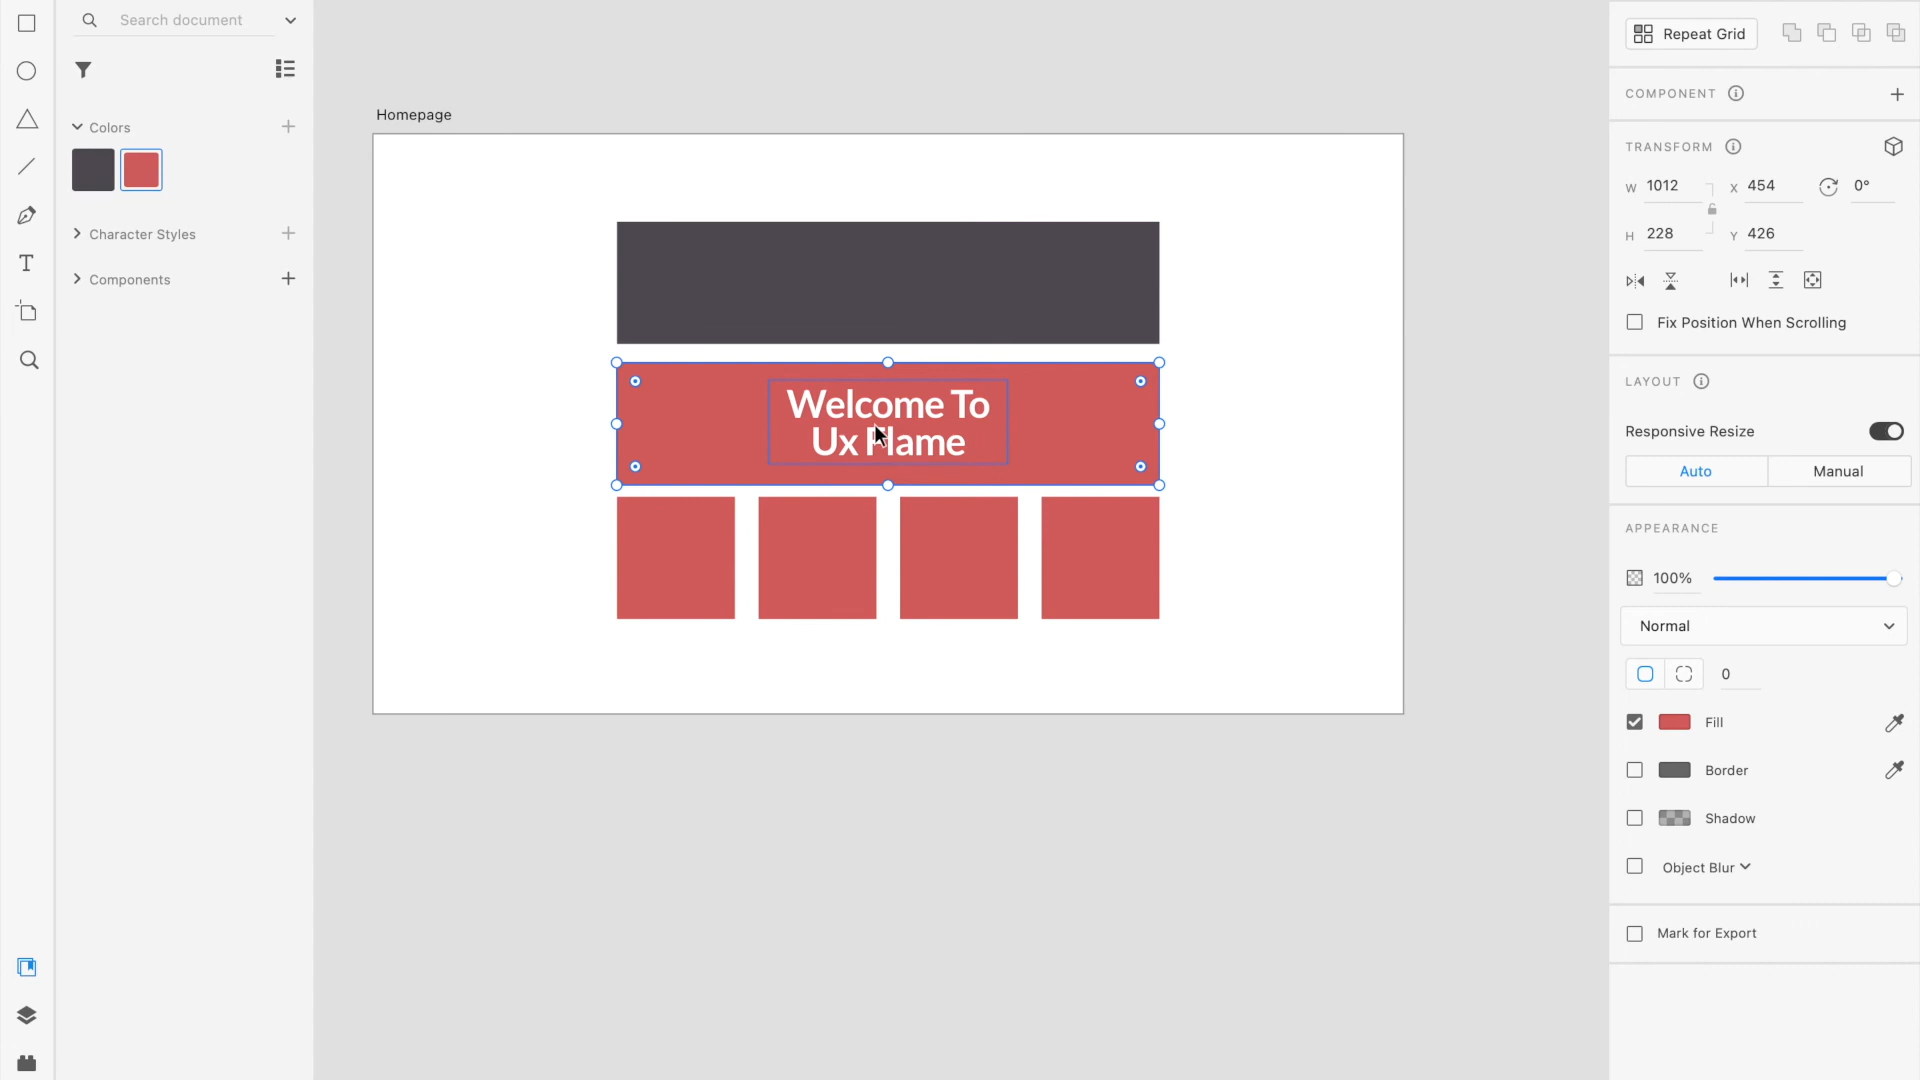 Search document
Repeat Grid
COMPONENT
Homepage
Colors
TRANSFORM
W 1012
X 454
0°
H 228
Y 426
Character Styles
Components
Fix Position When Scrolling
LAYOUT
Welcome To
Ux Flame
Responsive Resize
Auto
Manual
APPEARANCE
100%
Normal
0
Fill
Border
Shadow
Object Blur
Mark for Export